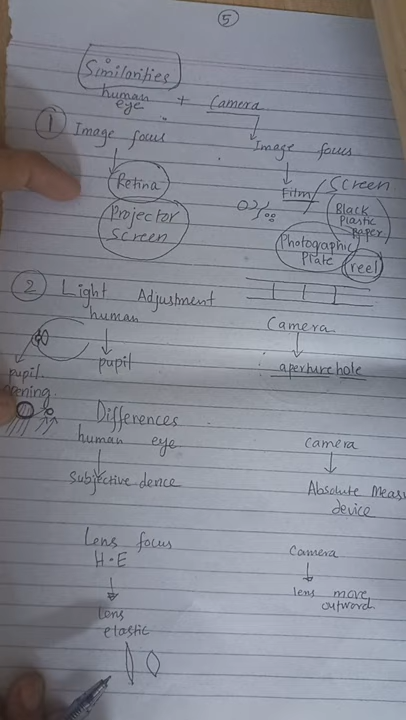 5
Similarities
human eye + Camera
1 Image focus
Image focus
Retina
Film/Screen
Projector Screen
Black Plastic Paper
Photographic Plate
reel
2 Light Adjustment
human
Camera
pupil
aperture hole
pupil
opening
Differences
human eye
Camera
Subjective dence
Absolute Meas
device
Lens focus
H.E
Camera
lens move
outword
Lens
elastic